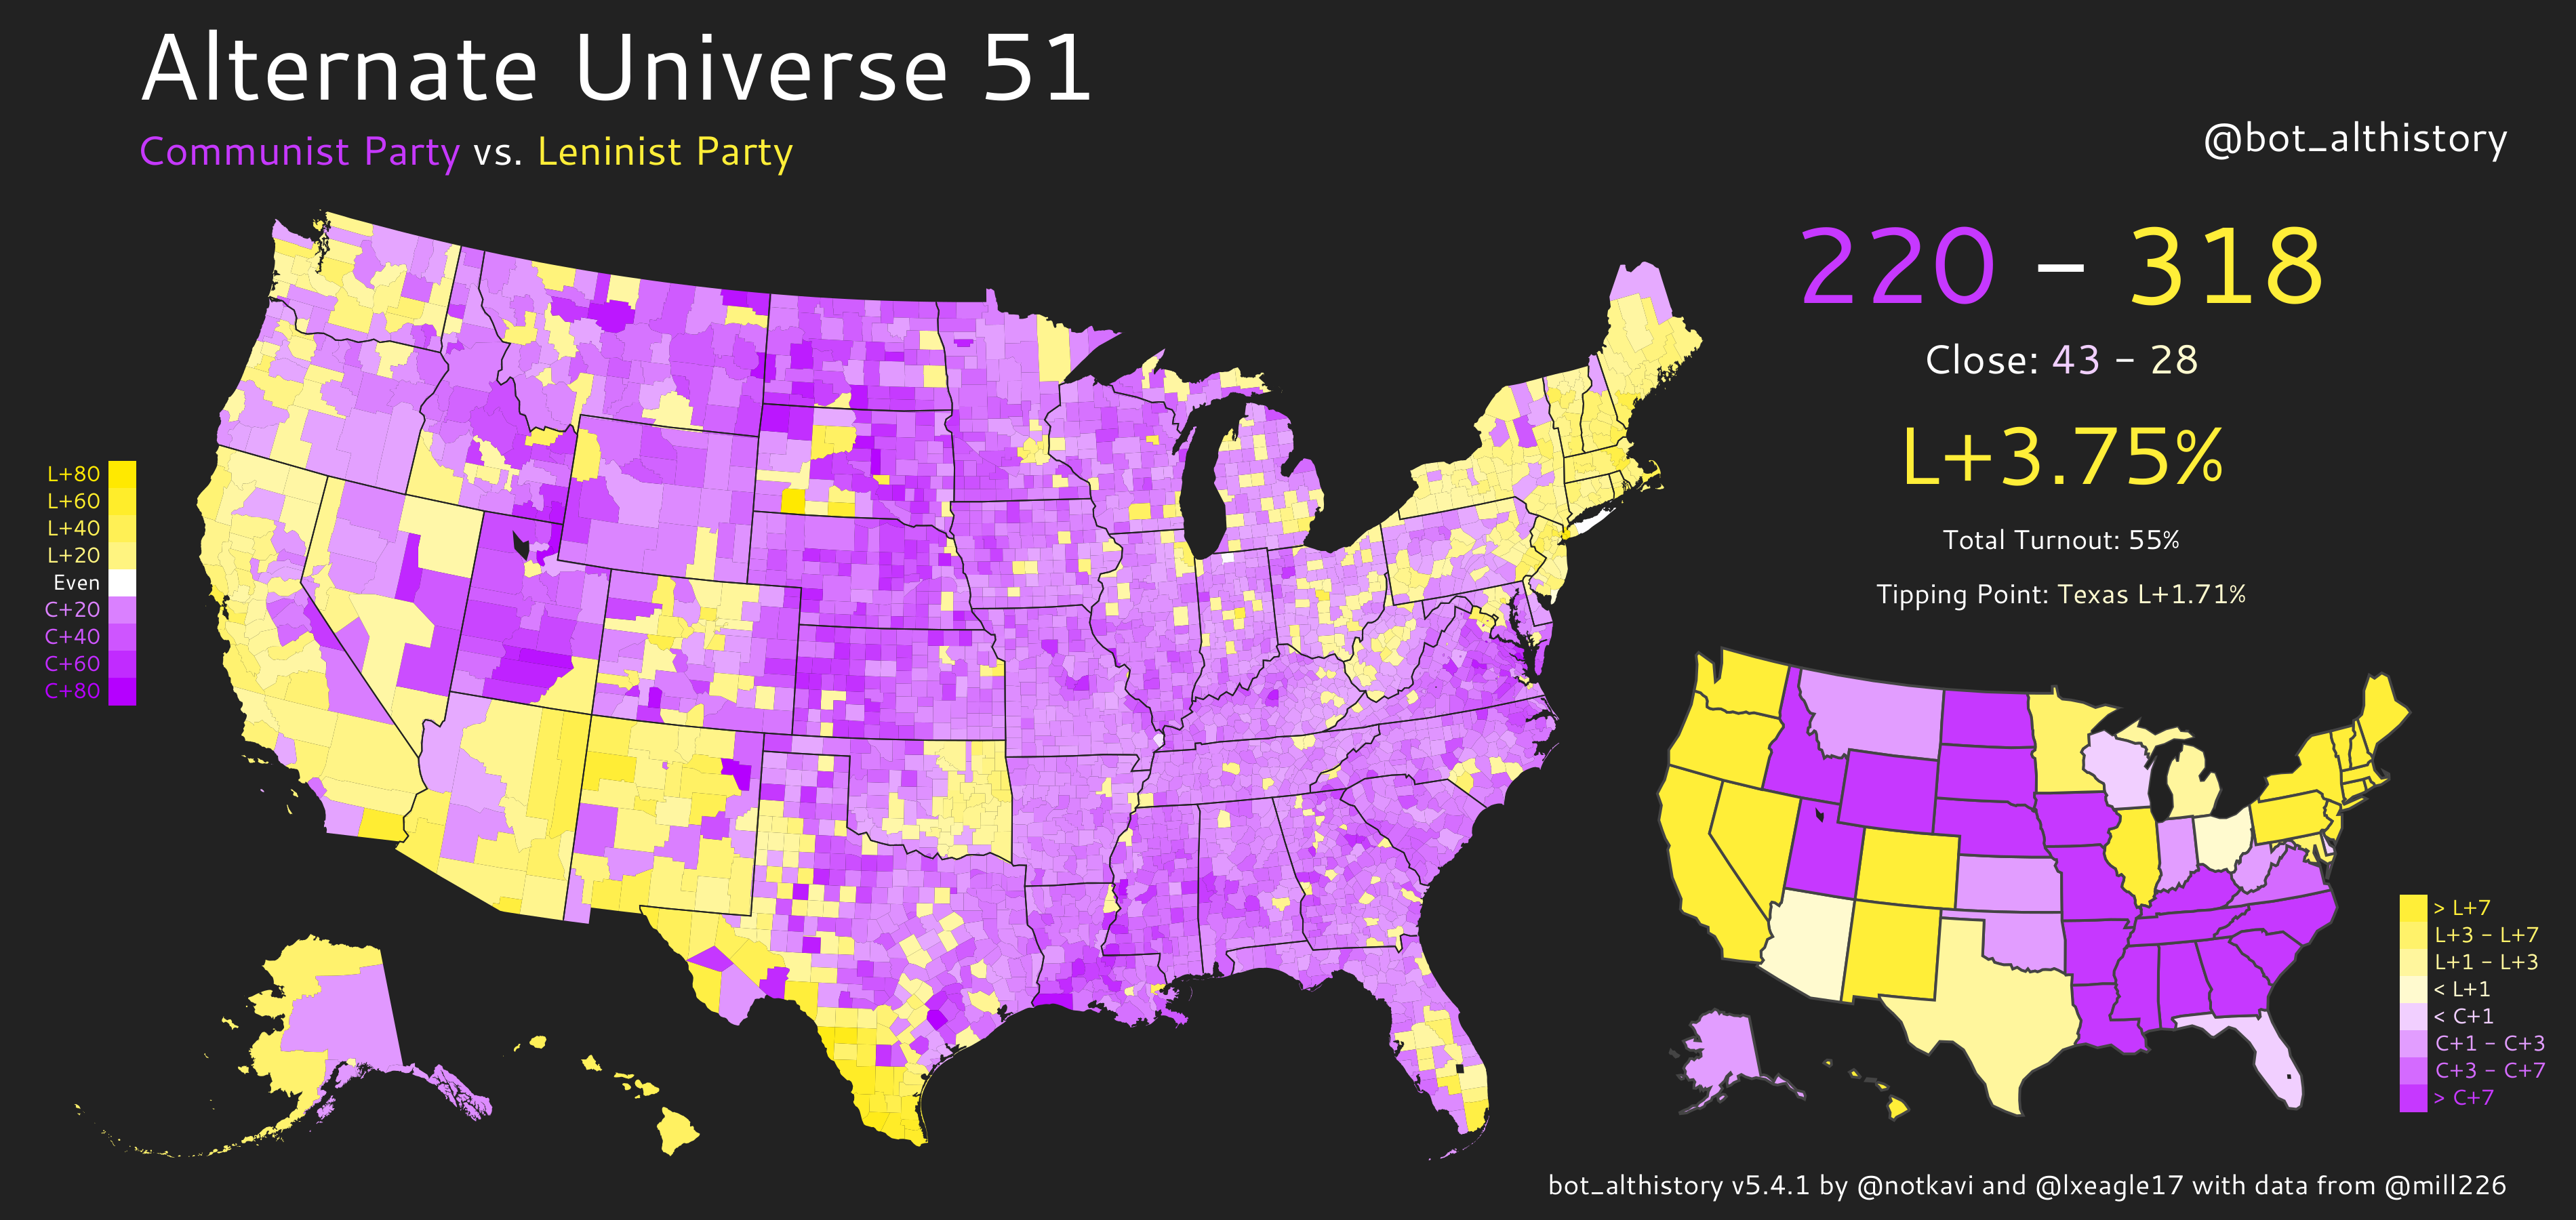 Alternate Universe 51
Communist Party vs. Leninist Party
@bot_althistory
220 – 318
Close: 43 – 28
L+3.75%
Total Turnout: 55%
Tipping Point: Texas L+1.71%
L+80
L+60
L+40
L+20
Even
C+20
C+40
C+60
C+80
> L+7
L+3 – L+7
L+1 – L+3
< L+1
< C+1
C+1 – C+3
C+3 – C+7
> C+7
bot_althistory v5.4.1 by @notkavi and @lxeagle17 with data from @mill226